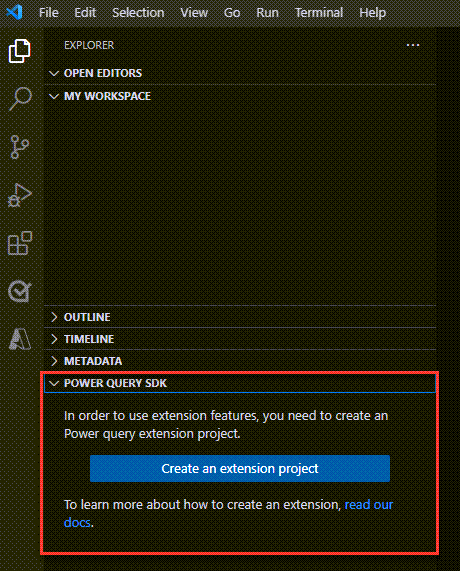 File Edit Selection View Go Run Terminal Help
EXPLORER ...
OPEN EDITORS
MY WORKSPACE
OUTLINE
TIMELINE
METADATA
POWER QUERY SDK
In order to use extension features, you need to create an
Power query extension project.
Create an extension project
To learn more about how to create an extension, read our
docs.